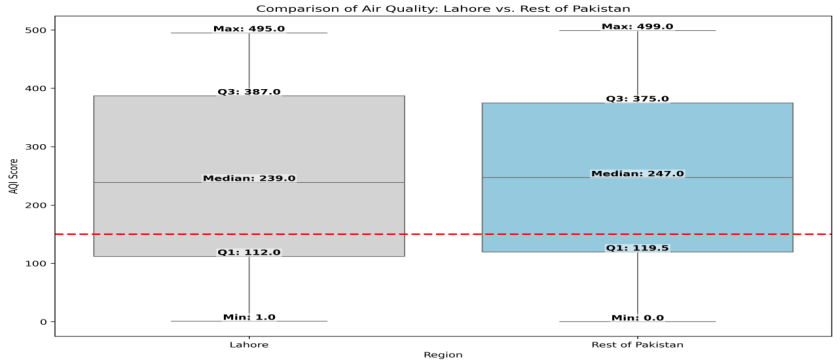 Comparison of Air Quality: Lahore vs. Rest of Pakistan
AQI Score
500
400
300
200
100
0
Max: 495.0
Q3: 387.0
Median: 239.0
Q1: 112.0
Min: 1.0
Max: 499.0
Q3: 375.0
Median: 247.0
Q1: 119.5
Min: 0.0
Lahore
Rest of Pakistan
Region